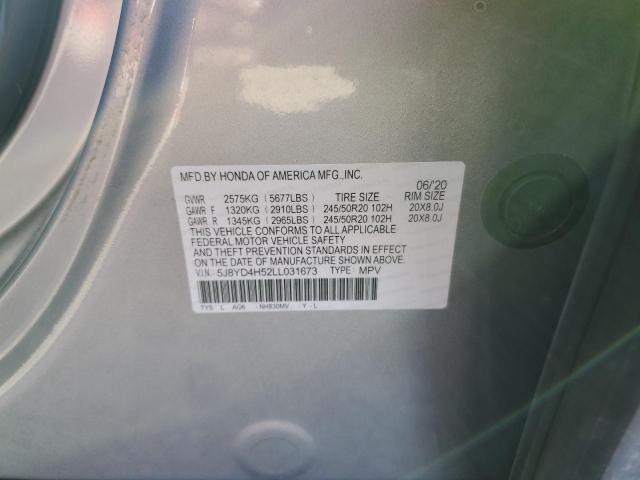 MFD.BY HONDA OF AMERICA MFG.,INC.
06/'20
GVWR 2575KG (5677LBS) TIRE SIZE RIM SIZE
GAWR F 1320KG (2910LBS) 245/50R20 102H 20X8.0J
GAWR R 1345KG (2965LBS) 245/50R20 102H 20X8.0J
THIS VEHICLE CONFORMS TO ALL APPLICABLE
FEDERAL MOTOR VEHICLE SAFETY
AND THEFT PREVENTION STANDARDS IN EFFECT
ON THE DATE OF MANUFACTURE SHOWN ABOVE.
V.I.N.: 5J8YD4H52LL031673 TYPE: MPV
TYS L AG6 -NH830MV -Y -L